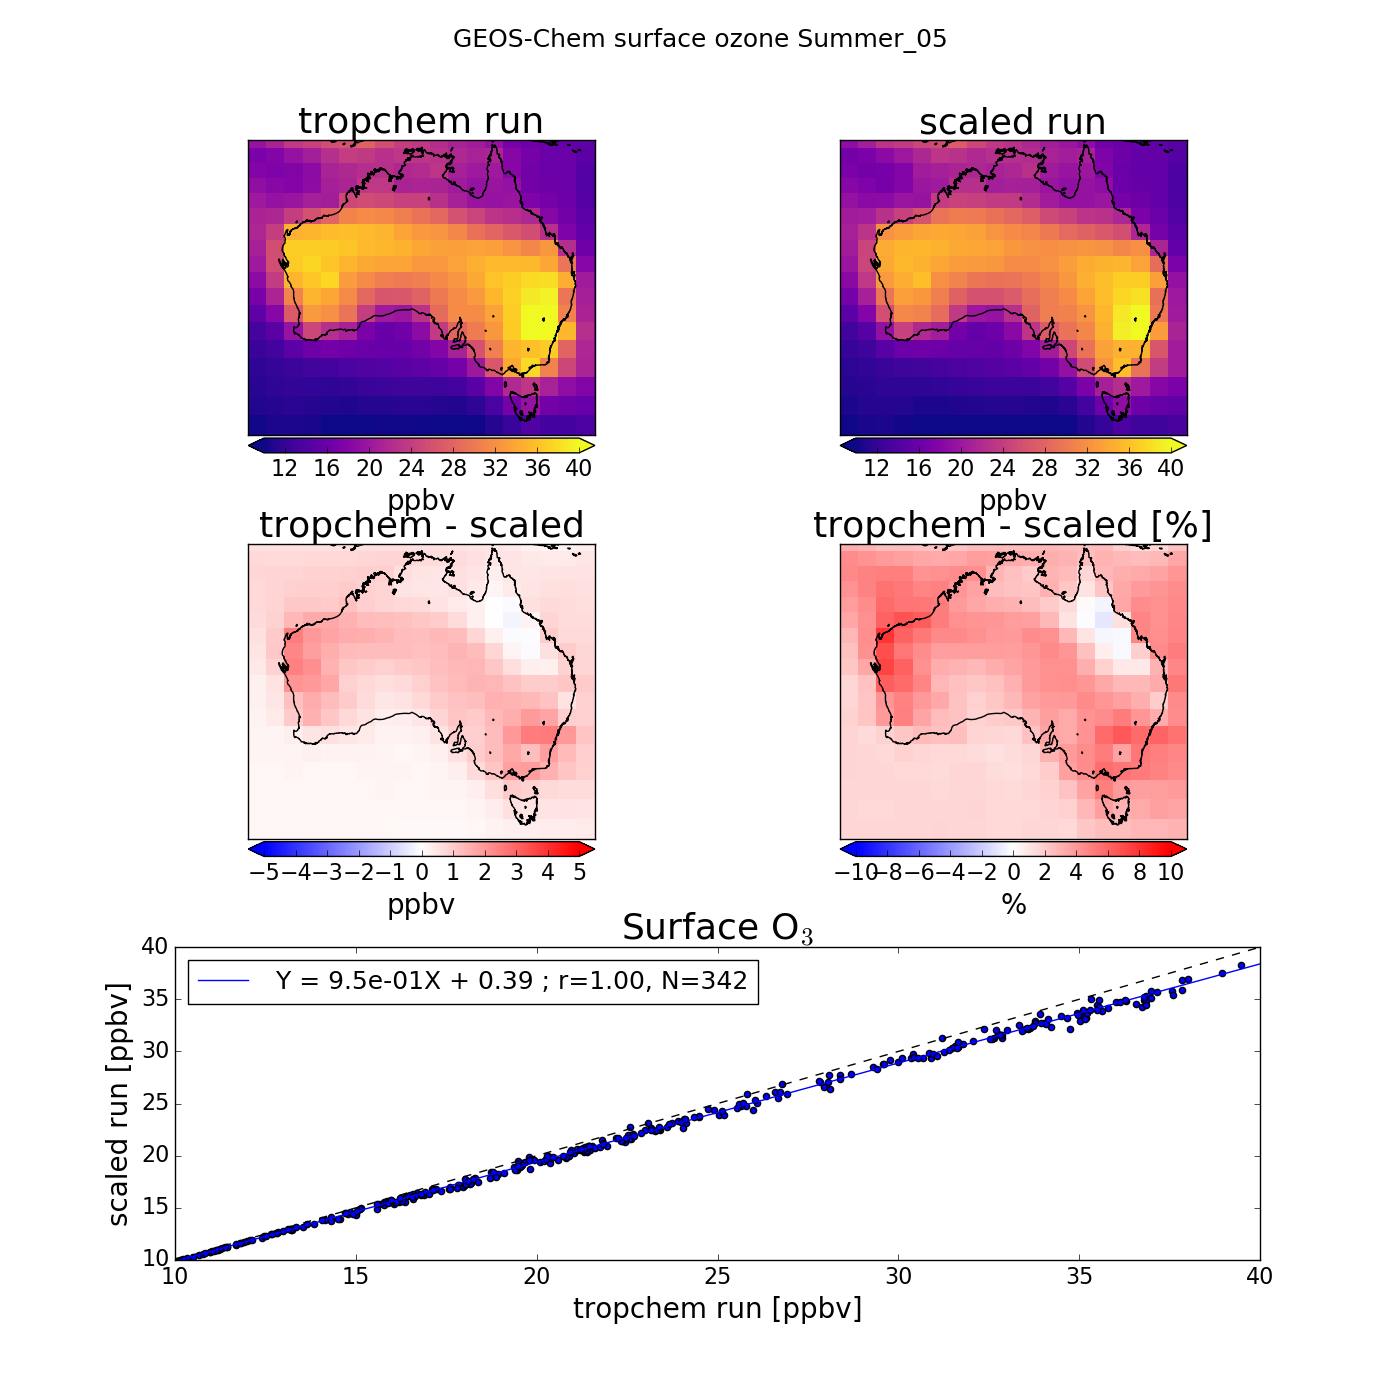 GEOS-Chem surface ozone Summer_05
tropchem run
scaled run
12 16 20 24 28 32 36 40
ppbv
12 16 20 24 28 32 36 40
ppbv
tropchem - scaled
tropchem - scaled [%]
−5 −4 −3 −2 −1 0 1 2 3 4 5
ppbv
−10 −8 −6 −4 −2 0 2 4 6 8 10
%
Surface O₃
Y = 9.5e-01X + 0.39 ; r=1.00, N=342
40
35
30
25
20
15
10
scaled run [ppbv]
10 15 20 25 30 35 40
tropchem run [ppbv]